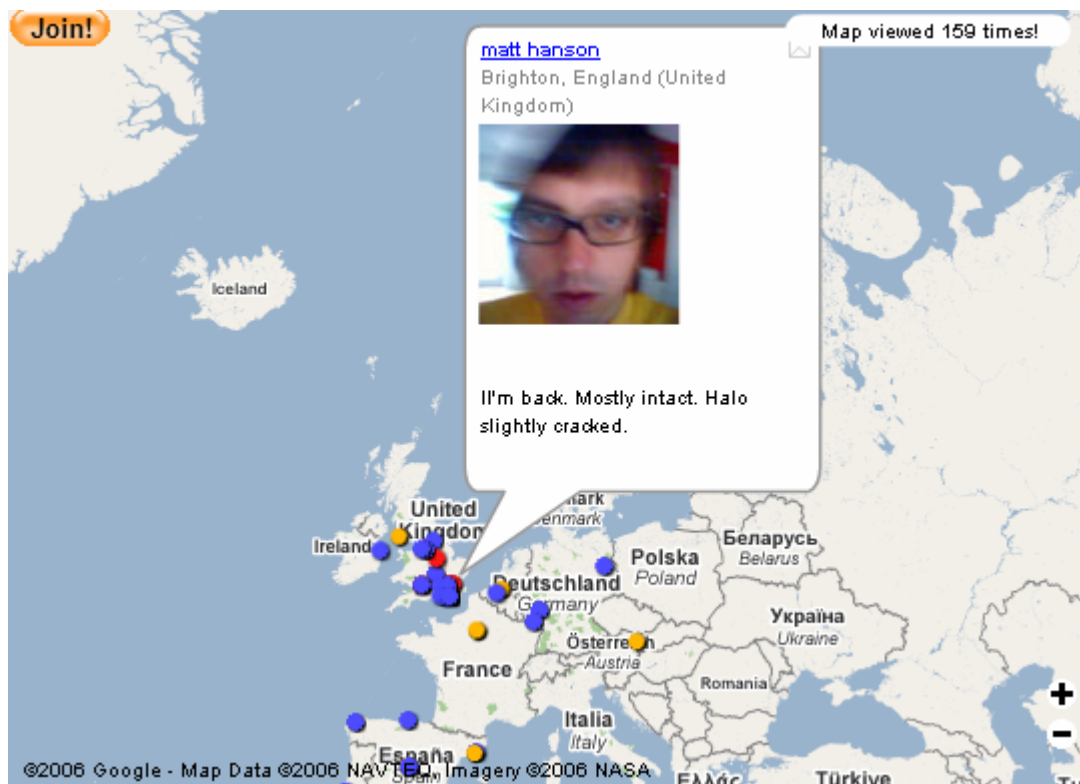 Join!
Map viewed 159 times!
matt hanson
Brighton, England (United
Kingdom)
II'm back. Mostly intact. Halo
slightly cracked.
Iceland
United
Kingdom
Ireland
Deutschland
Germany
Polska
Poland
Беларусь
Belarus
Україна
Ukraine
Österreich
Austria
France
Romania
Italia
Italy
España
Spain
Türkiye
+
-
©2006 Google - Map Data ©2006 NAVTEQ, Imagery ©2006 NASA